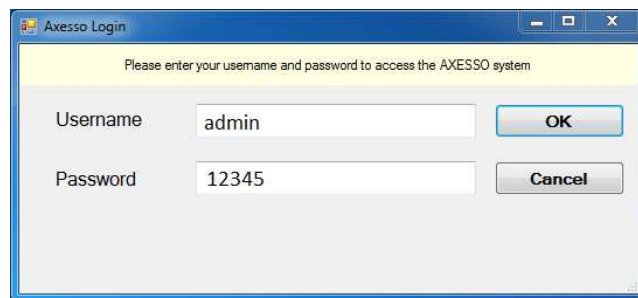 Axesso Login
Please enter your username and password to access the AXESSO system
Username admin OK
Password 12345 Cancel